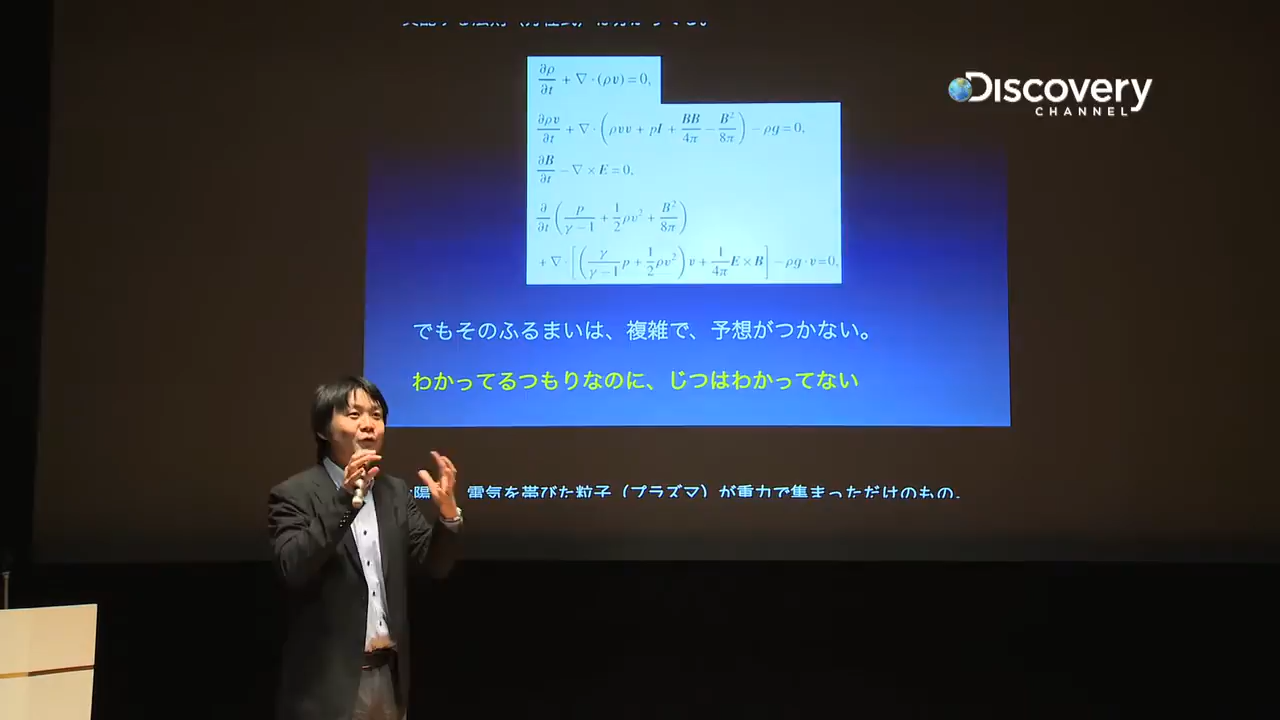 ∂ρ/∂t + ∇·(ρv) = 0,
Discovery
CHANNEL
∂ρv/∂t + ∇·(ρvv + pI + BB/4π − B²/8π) − ρg = 0,
∂B/∂t − ∇ × E = 0,
∂/∂t (p/(γ−1) + 1/2 ρv² + B²/8π)
+ ∇·[(γ/(γ−1) p + 1/2 ρv²) v + 1/4π E × B] − ρg·v = 0,
でもそのふるまいは、複雑で、予想がつかない。
わかってるつもりなのに、じつはわかってない
電気を帯びた粒子（プラズマ）が重力で集まっただけのもの。